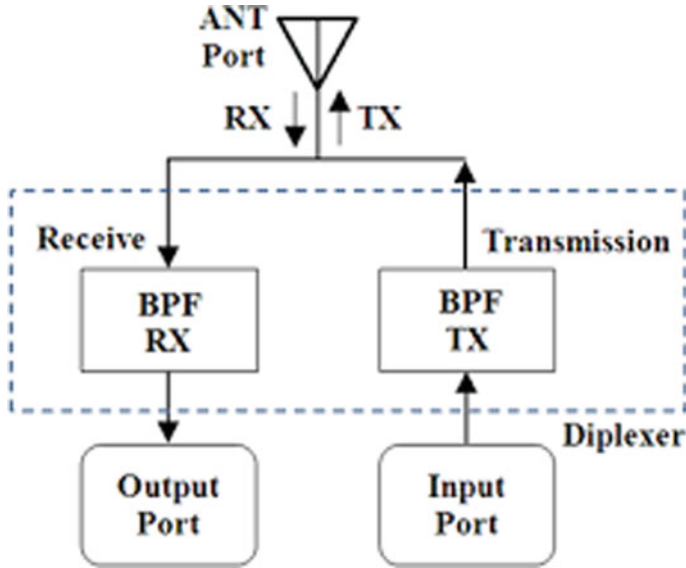 ANT
Port
RX
TX
Receive
Transmission
BPF
RX
BPF
TX
Diplexer
Output
Port
Input
Port